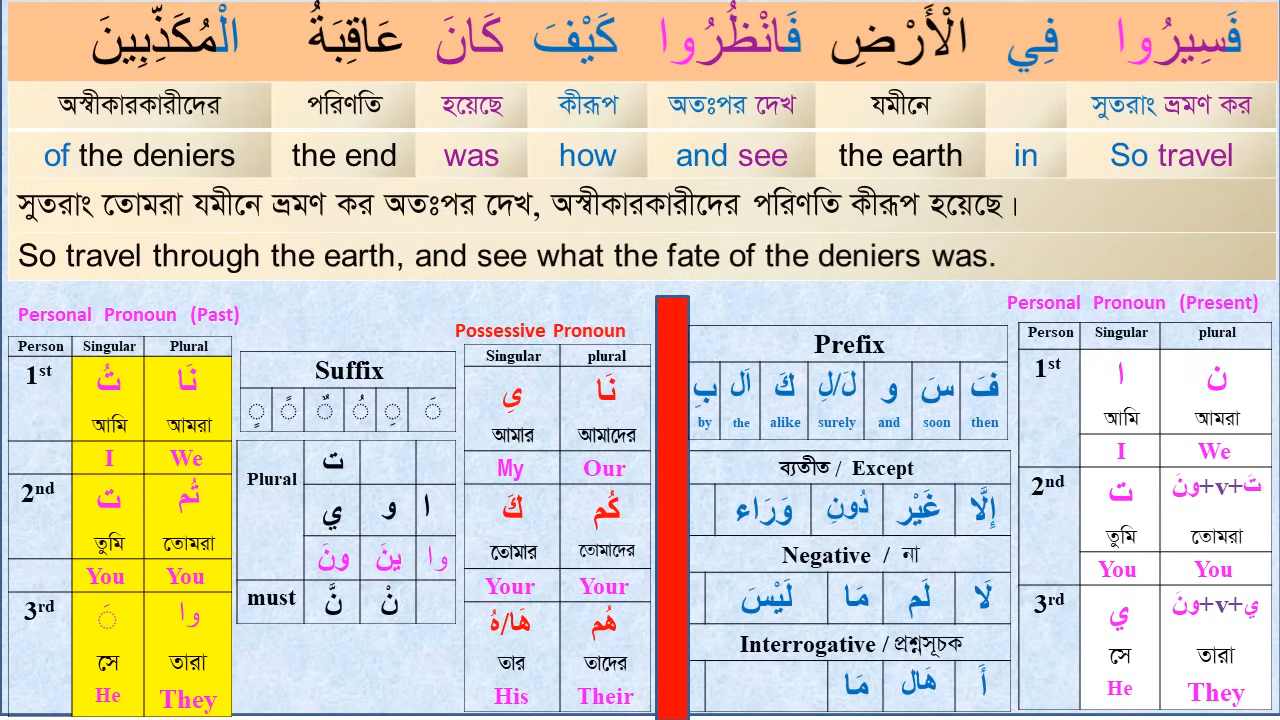 فَسِيرُوا فِي الْأَرْضِ فَانْظُرُوا كَيْفَ كَانَ عَاقِبَةُ الْمُكَذِّبِينَ
অস্বীকারকারীদের পরিণতি হয়েছে কীরূপ অতঃপর দেখ যমীনে সুতরাং ভ্রমণ কর
of the deniers the end was how and see the earth in So travel
সুতরাং তোমরা যমীনে ভ্রমণ কর অতঃপর দেখ, অস্বীকারকারীদের পরিণতি কীরূপ হয়েছে।
So travel through the earth, and see what the fate of the deniers was.
Personal Pronoun (Past)
Person Singular Plural
1st تُ نَا
আমি আমরা
I We
2nd ت تُم
তুমি তোমরা
You You
3rd َ وا
সে তারা
He They
Suffix
ٍ ً ٌ ُ ِ َ
Plural ت
ي و ا
ونَ ينَ وا
must نَّ نْ
Possessive Pronoun
Singular plural
يِ نَا
আমার আমাদের
My Our
كَ كُم
তোমার তোমাদের
Your Your
هَا/هُ هُم
তার তাদের
His Their
Prefix
بِ اَل كَ لَ/لِ و سَ فَ
by the alike surely and soon then
ব্যতীত / Except
وَرَاء دُونِ غَيْر إِلَّا
Negative / না
لَيْسَ مَا لَم لَا
Interrogative / প্রশ্নসূচক
مَا هَال أَ
Personal Pronoun (Present)
Person Singular plural
1st ا ن
আমি আমরা
I We
2nd ت تَ+v+ونَ
তুমি তোমরা
You You
3rd ي ي+v+ونَ
সে তারা
He They